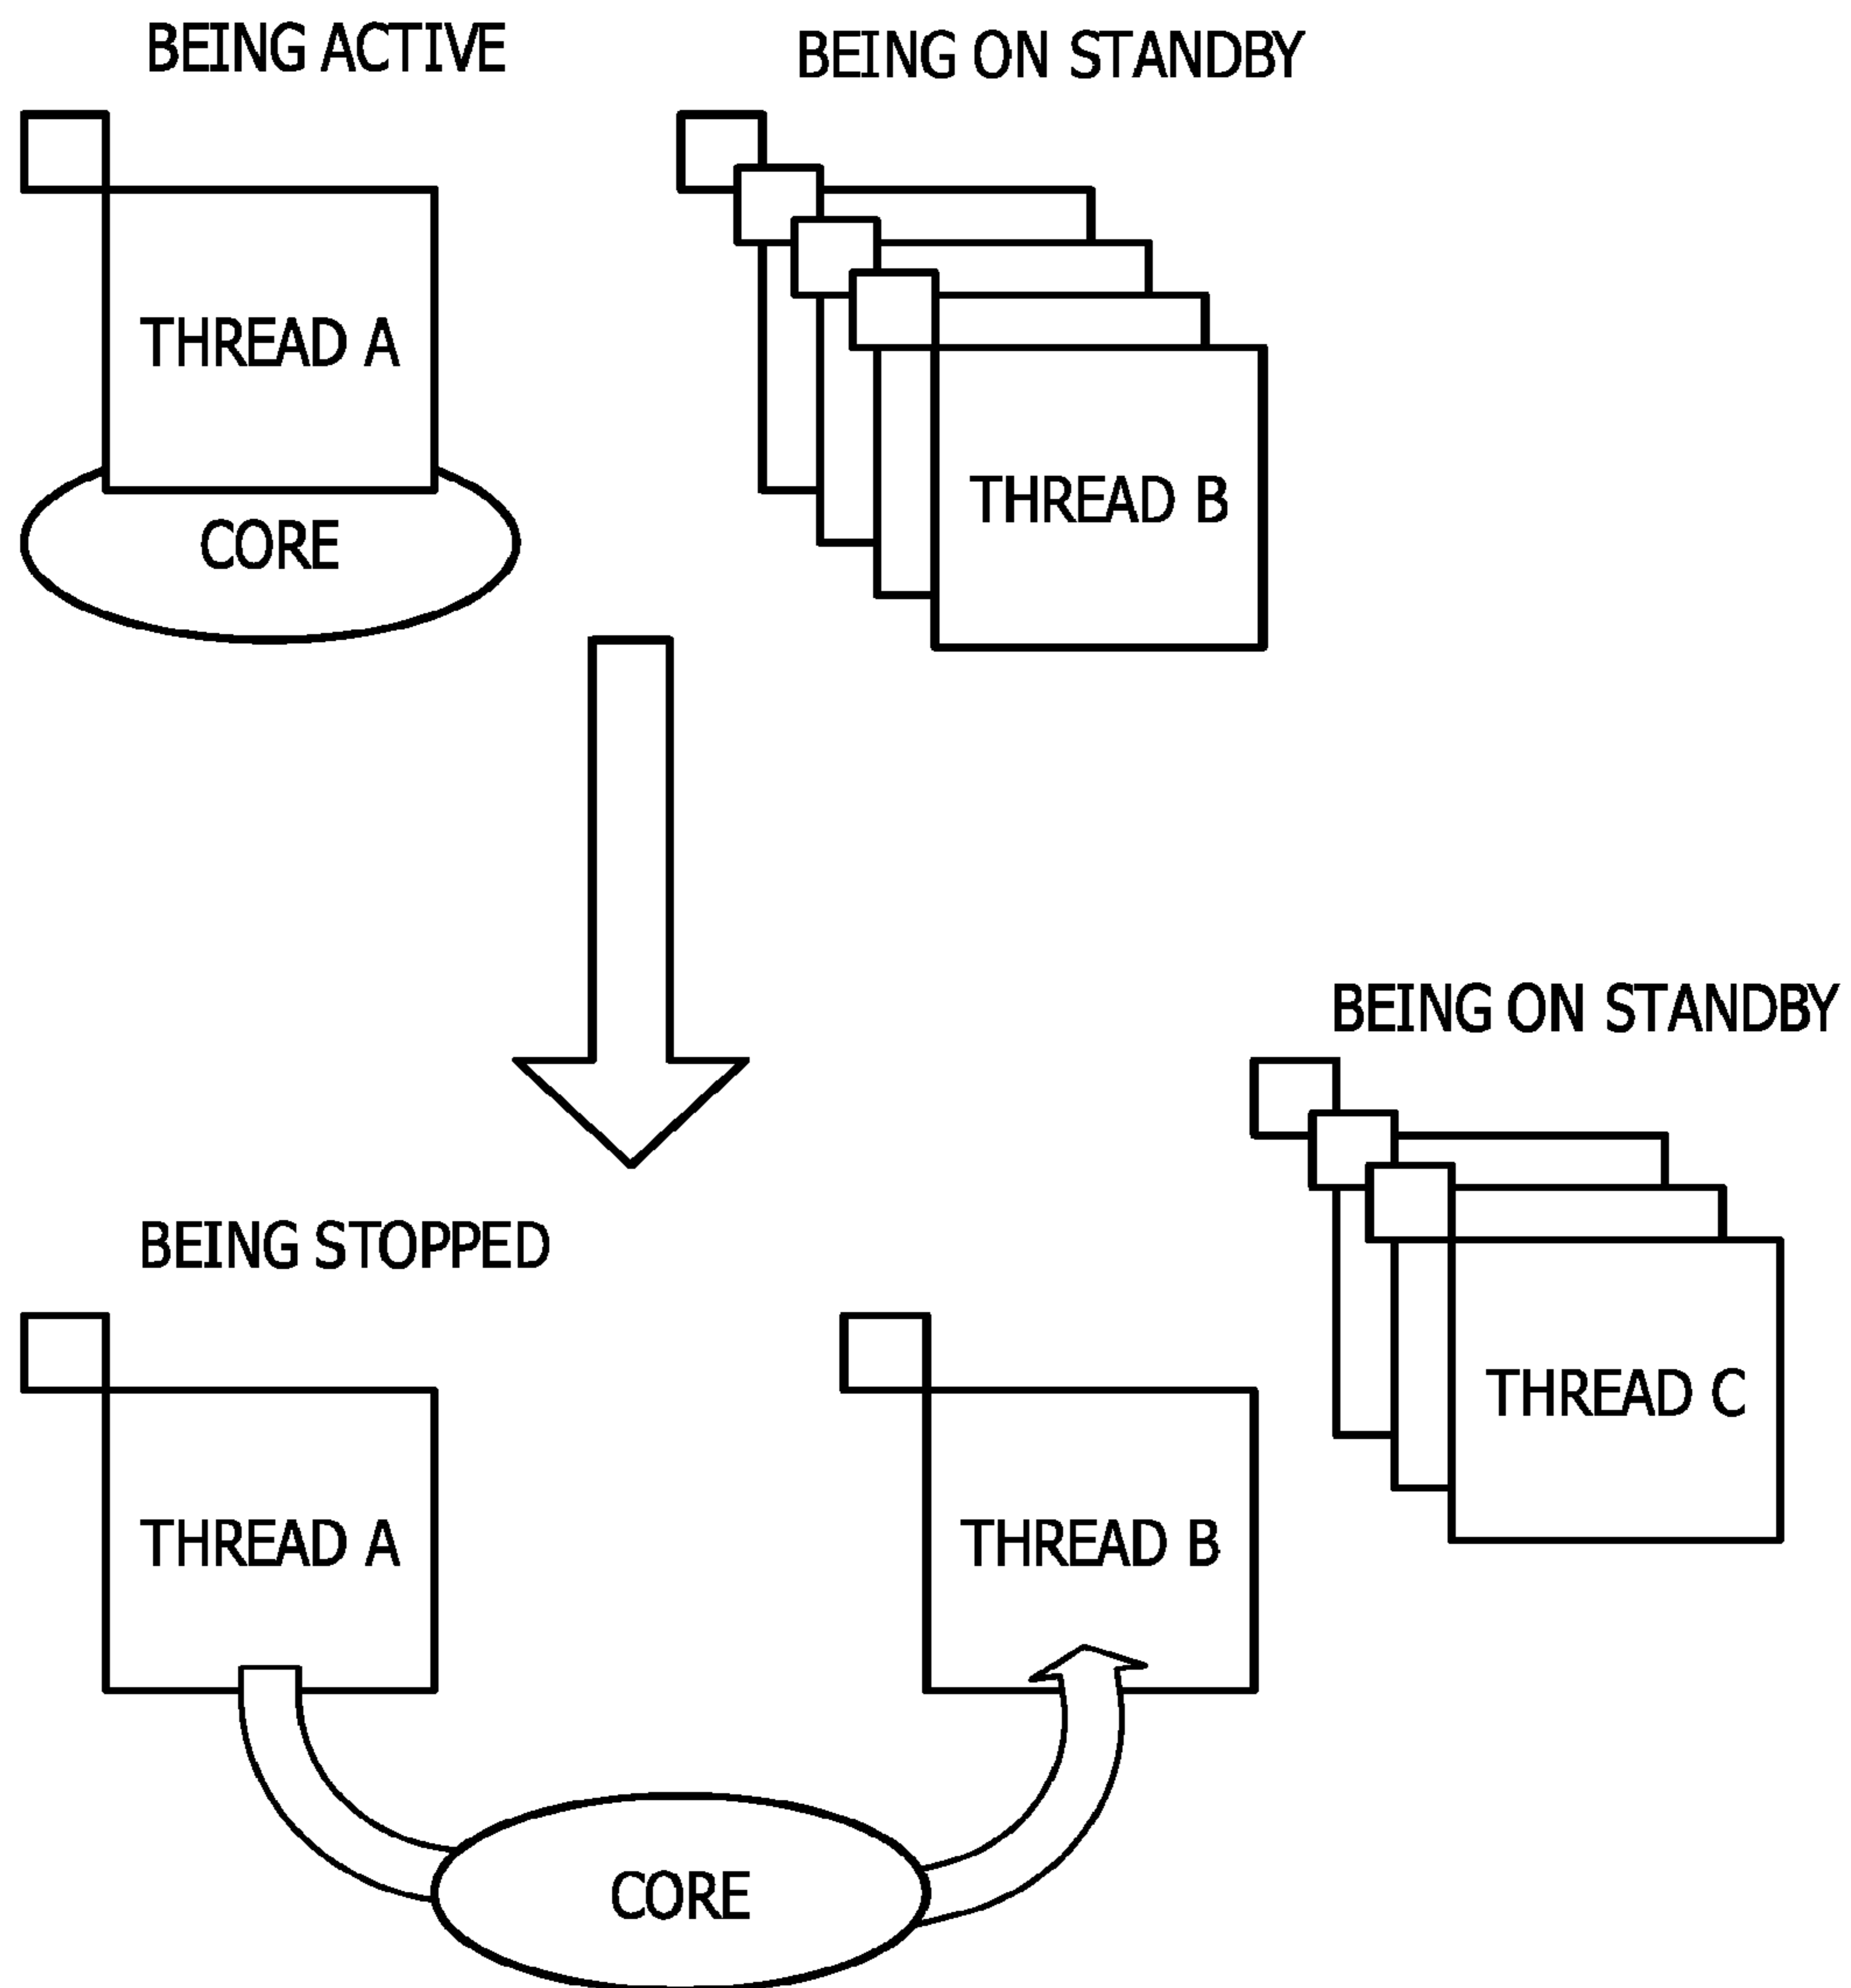 BEING ACTIVE
BEING ON STANDBY
THREAD A
THREAD B
CORE
BEING ON STANDBY
BEING STOPPED
THREAD C
THREAD A
THREAD B
CORE